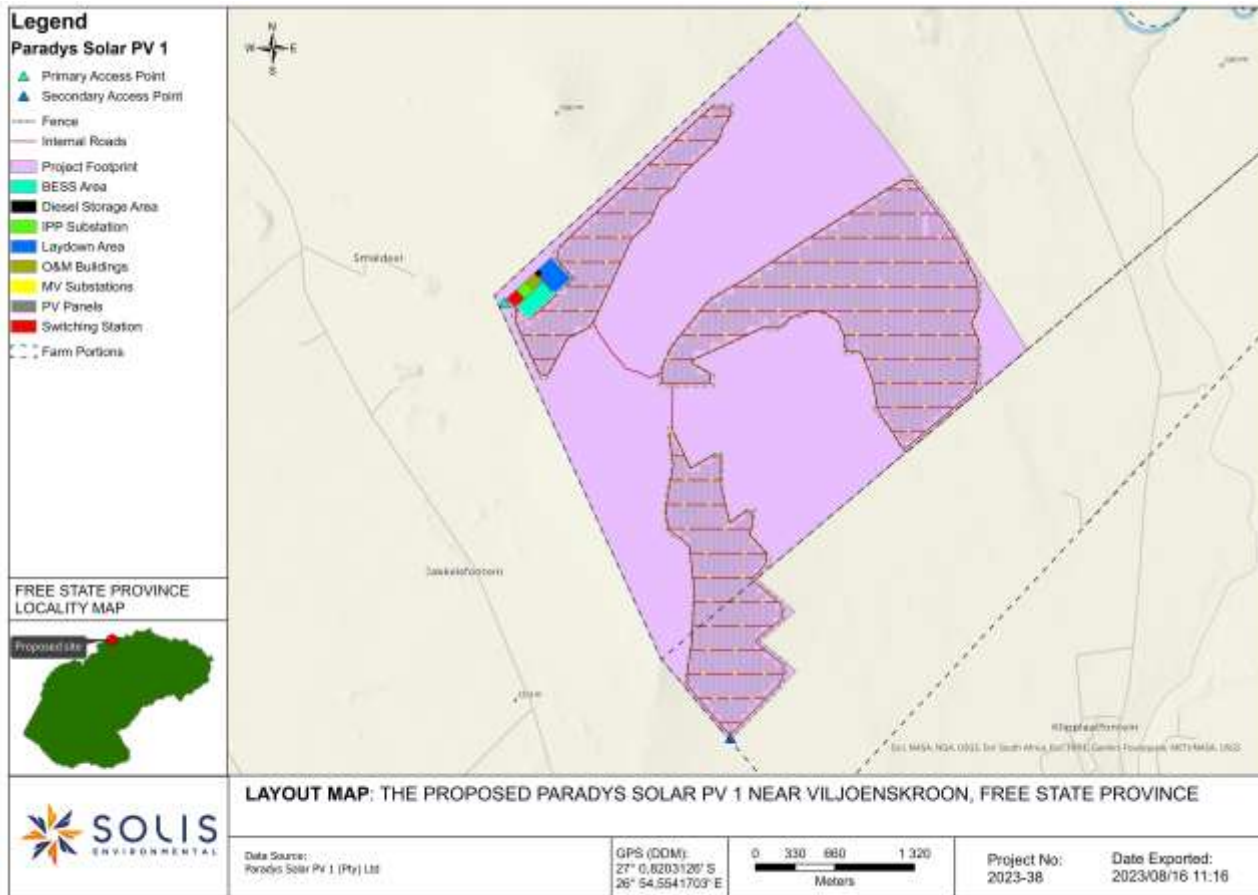 Legend
Paradys Solar PV 1
Primary Access Point
Secondary Access Point
Fence
Internal Roads
Project Footprint
BESS Area
Diesel Storage Area
IPP Substation
Laydown Area
O&M Buildings
MV Substations
PV Panels
Switching Station
Farm Portions
FREE STATE PROVINCE
LOCALITY MAP
Proposed site
N
W E
S
Smaldeel
Klipplaatfontein
LAYOUT MAP: THE PROPOSED PARADYS SOLAR PV 1 NEAR VILJOENSKROON, FREE STATE PROVINCE
SOLIS
ENVIRONMENTAL
Data Source:
Paradys Solar PV 1 (Pty) Ltd
GPS (DDM):
27° 0,8203126' S
26° 54,5541703' E
0 330 660 1 320
Meters
Project No:
2023-38
Date Exported:
2023/08/16 11:16